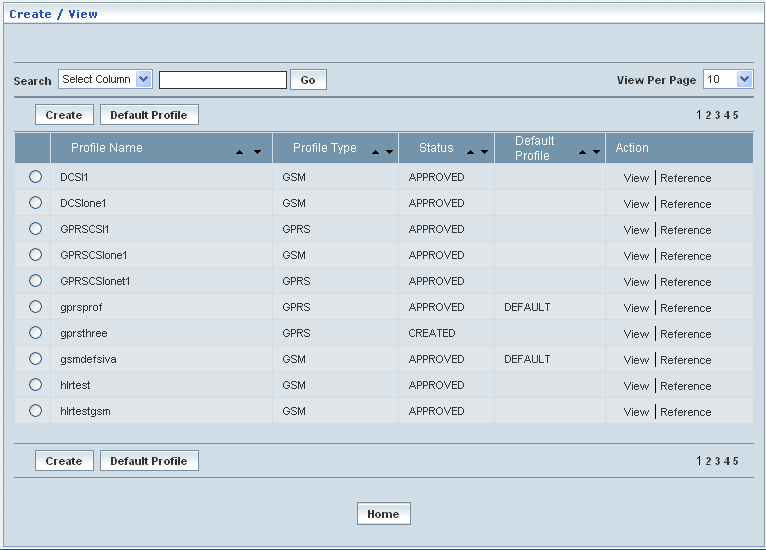 Create / View
Search Select Column Go View Per Page 10
Create Default Profile 1 2 3 4 5
Profile Name Profile Type Status Default Profile Action
DCSI1 GSM APPROVED View | Reference
DCSIone1 GSM APPROVED View | Reference
GPRSCSI1 GPRS APPROVED View | Reference
GPRSCSIone1 GSM APPROVED View | Reference
GPRSCSIonet1 GPRS APPROVED View | Reference
gprsprof GPRS APPROVED DEFAULT View | Reference
gprsthree GPRS CREATED View | Reference
gsmdefsiva GSM APPROVED DEFAULT View | Reference
hlrtest GSM APPROVED View | Reference
hlrtestgsm GSM APPROVED View | Reference
Create Default Profile 1 2 3 4 5
Home